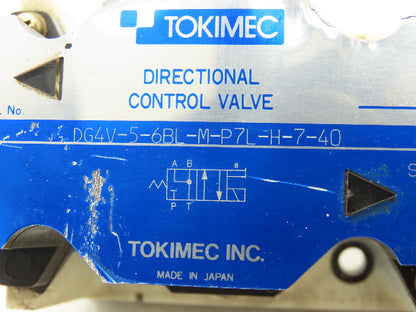 TOKIMEC
DIRECTIONAL
CONTROL VALVE
No.
DG4V-5-6BL-M-P7L-H-7-40
A B a
T
P T
S
TOKIMEC INC.
MADE IN JAPAN